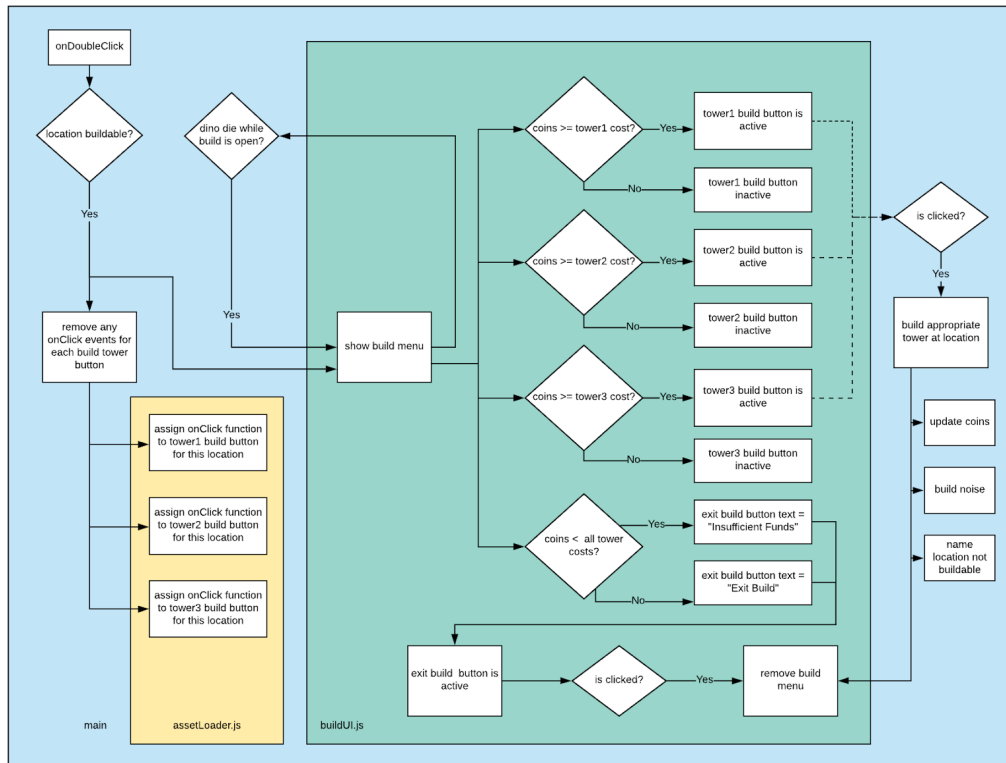 onDoubleClick
location buildable?
Yes
remove any
onClick events for
each build tower
button
assign onClick function
to tower1 build button
for this location
assign onClick function
to tower2 build button
for this location
assign onClick function
to tower3 build button
for this location
main
assetLoader.js
dino die while
build is open?
Yes
show build menu
coins >= tower1 cost?
Yes
tower1 build button is
active
No
tower1 build button
inactive
coins >= tower2 cost?
Yes
tower2 build button is
active
No
tower2 build button
inactive
coins >= tower3 cost?
Yes
tower3 build button is
active
No
tower3 build button
inactive
coins < all tower
costs?
Yes
exit build button text =
"Insufficient Funds"
No
exit build button text =
"Exit Build"
exit build button is
active
is clicked?
Yes
remove build
menu
buildUI.js
is clicked?
Yes
build appropriate
tower at location
update coins
build noise
name
location not
buildable